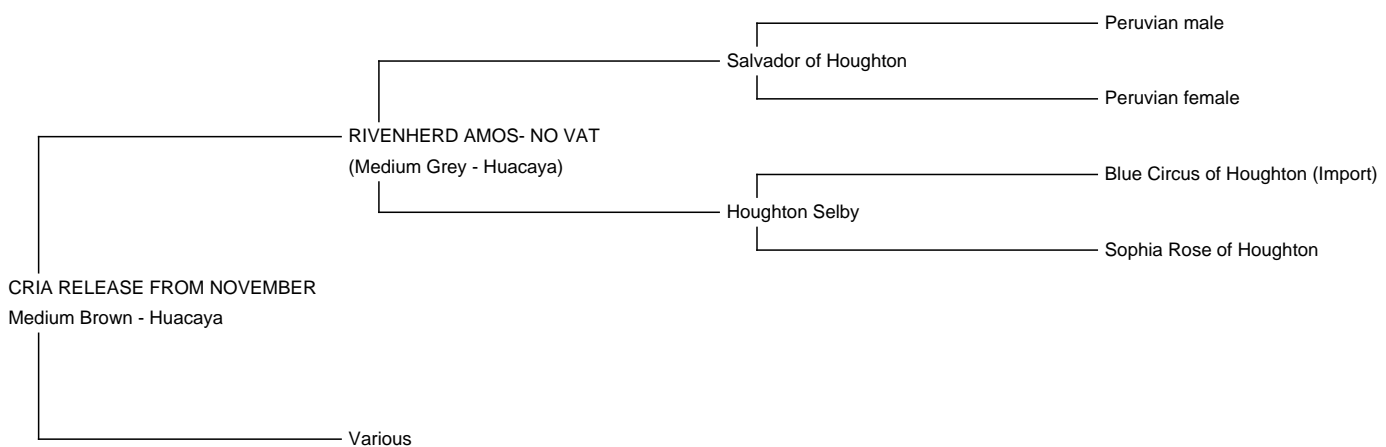 Peruvian male
Salvador of Houghton
Peruvian female
RIVENHERD AMOS- NO VAT
(Medium Grey - Huacaya)
Blue Circus of Houghton (Import)
Houghton Selby
Sophia Rose of Houghton
CRIA RELEASE FROM NOVEMBER
Medium Brown - Huacaya
Various